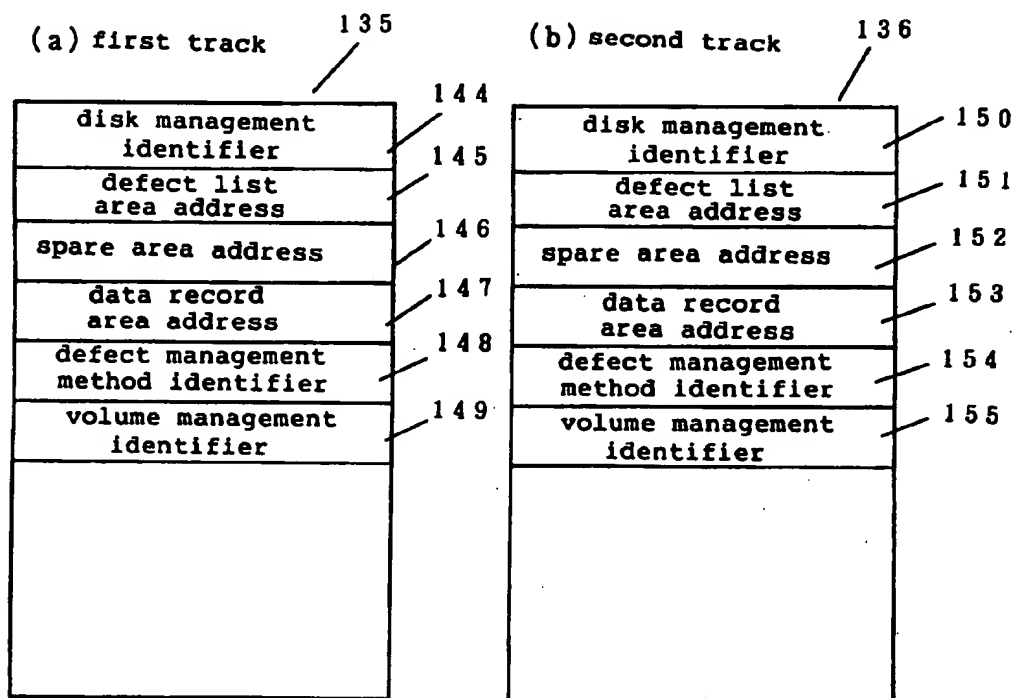 (a) first track
135
disk management
identifier
144
defect list
area address
145
spare area address
146
data record
area address
147
defect management
method identifier
148
volume management
identifier
149
(b) second track
136
disk management
identifier
150
defect list
area address
151
spare area address
152
data record
area address
153
defect management
method identifier
154
volume management
identifier
155